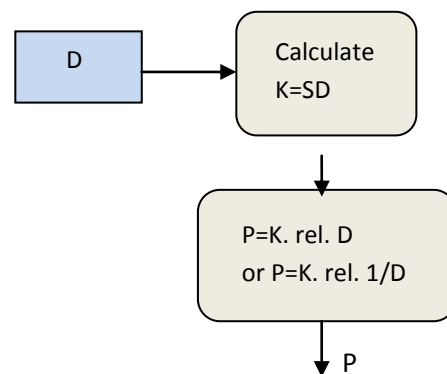 D
Calculate
K=SD
P=K. rel. D
or P=K. rel. 1/D
P